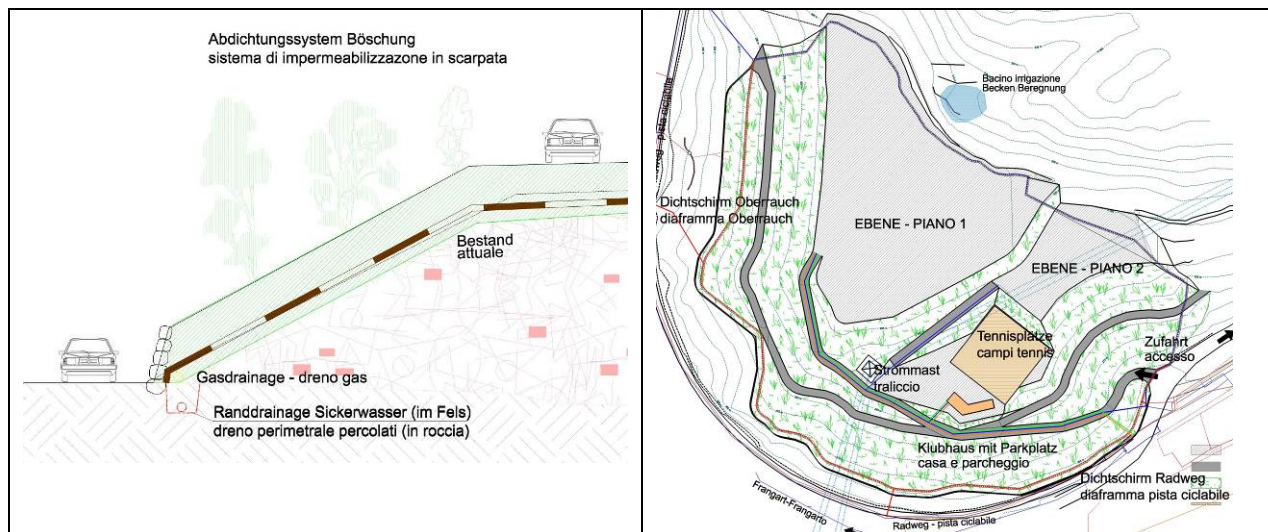 Abdichtungssystem Böschung
sistema di impermeabilizzazone in scarpata
Bestand
attuale
Gasdrainage - dreno gas
Randdrainage Sickerwasser (im Fels)
dreno perimetrale percolati (in roccia)
Bacino irrigazione
Becken Beregnung
pista ciclabile
Dichtschirm Oberrauch
diaframma Oberrauch
EBENE - PIANO 1
EBENE - PIANO 2
Tennisplätze
campi tennis
Zufahrt
accesso
Strommast
traliccio
Klubhaus mit Parkplatz
casa e parcheggio
Dichtschirm Radweg
diaframma pista ciclabile
Frangart-Frangarto
Radweg - pista ciclabile